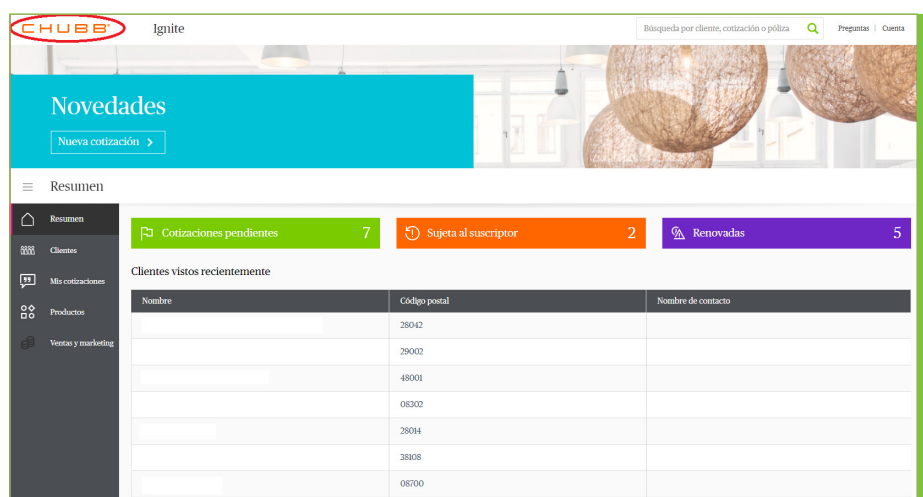 CHUBB Ignite
Búsqueda por cliente, cotización o póliza
Preguntas | Cuenta
Novedades
Nueva cotización >
Resumen
Resumen
Clientes
Mis cotizaciones
Productos
Ventas y marketing
Cotizaciones pendientes 7
Sujeta al suscriptor 2
Renovadas 5
Clientes vistos recientemente
Nombre Código postal Nombre de contacto
28042
29002
48001
08302
28014
38108
08700